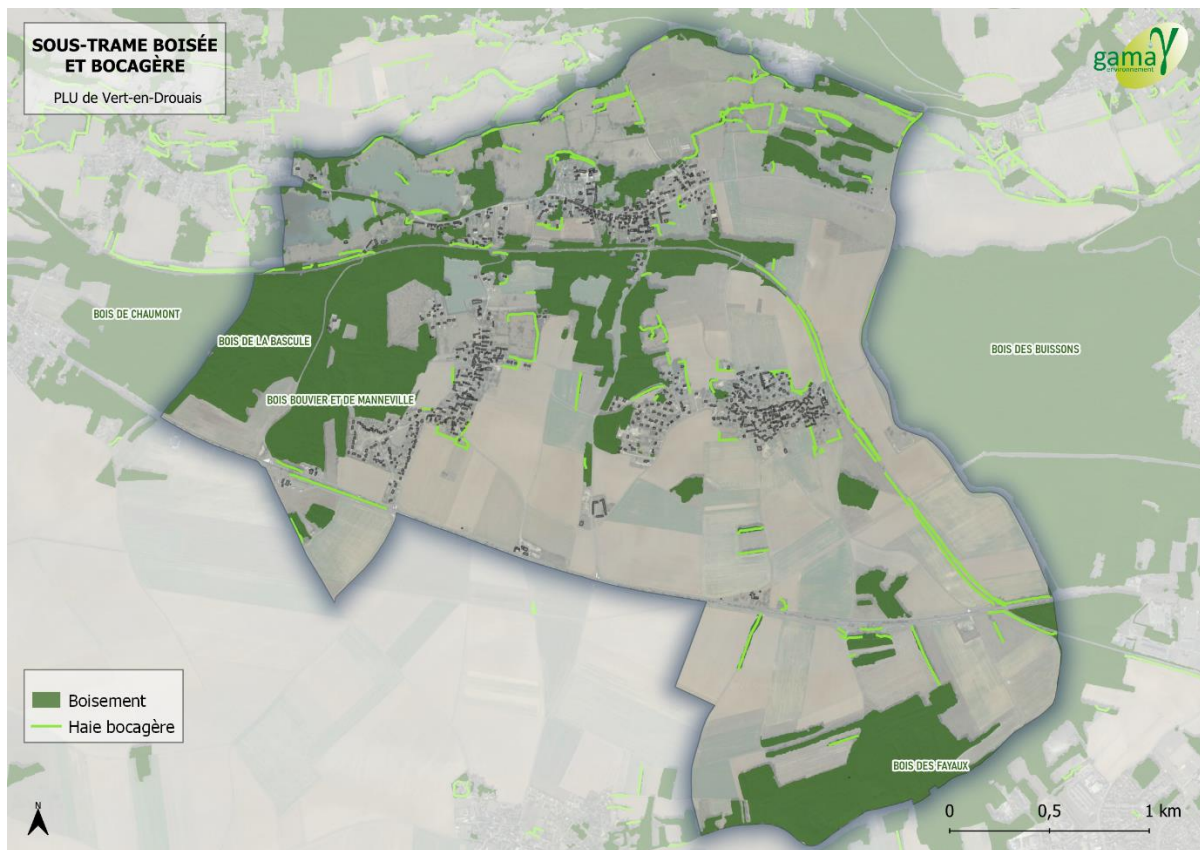 SOUS-TRAME BOISÉE
ET BOCAGÈRE
PLU de Vert-en-Drouais
gama
environnement
BOIS DE CHAUMONT
BOIS DE LA BASCULE
BOIS DES BUISSONS
BOIS BOUVIER ET DE MANNEVILLE
Boisement
Haie bocagère
BOIS DES FAYAUX
N
0 0,5 1 km